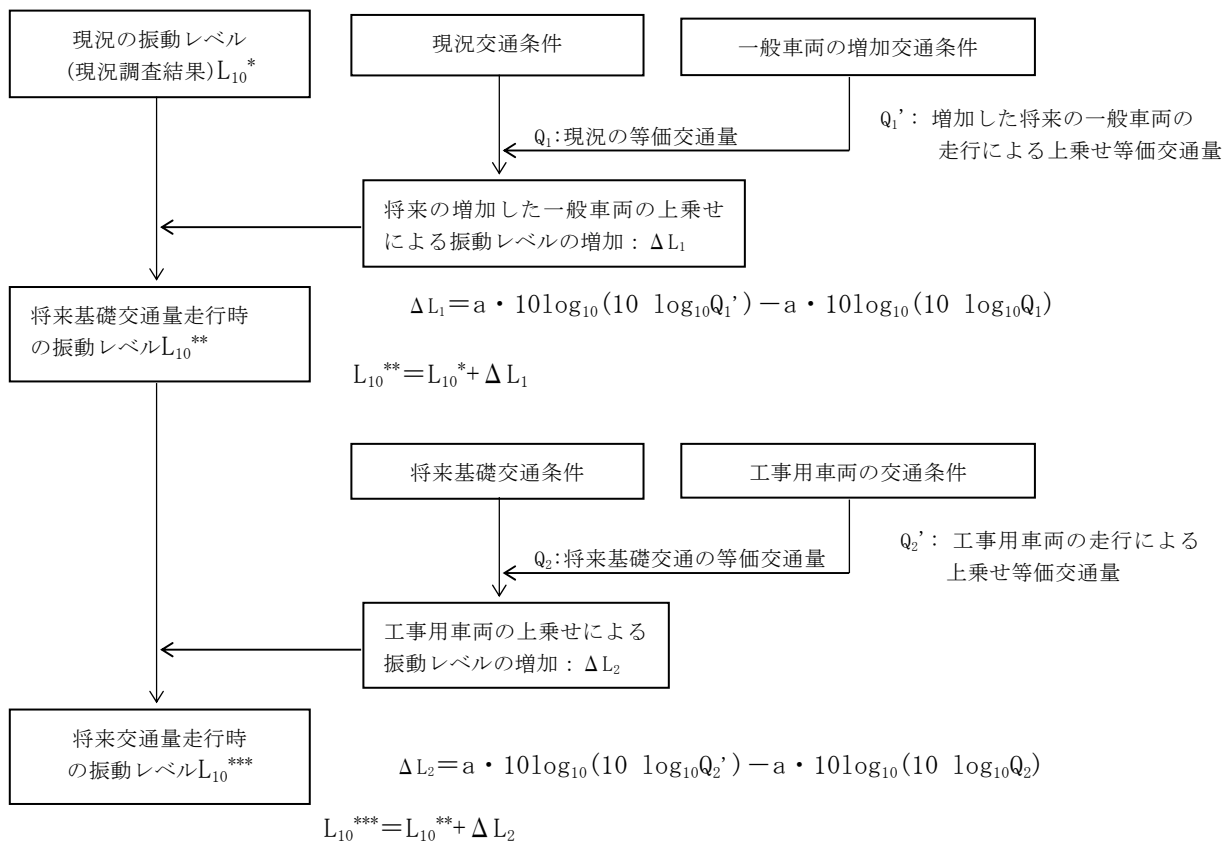 現況の振動レベル
(現況調査結果)L₁₀*
現況交通条件
一般車両の増加交通条件
Q₁:現況の等価交通量
Q₁’: 増加した将来の一般車両の
走行による上乗せ等価交通量
将来の増加した一般車両の上乗せ
による振動レベルの増加：ΔL₁
将来基礎交通量走行時
の振動レベルL₁₀**
ΔL₁＝a・10log₁₀(10 log₁₀Q₁’)－a・10log₁₀(10 log₁₀Q₁)
L₁₀**＝L₁₀*+ΔL₁
将来基礎交通条件
工事用車両の交通条件
Q₂:将来基礎交通の等価交通量
Q₂’: 工事用車両の走行による
上乗せ等価交通量
工事用車両の上乗せによる
振動レベルの増加：ΔL₂
将来交通量走行時
の振動レベルL₁₀***
ΔL₂＝a・10log₁₀(10 log₁₀Q₂’)－a・10log₁₀(10 log₁₀Q₂)
L₁₀***＝L₁₀**+ΔL₂